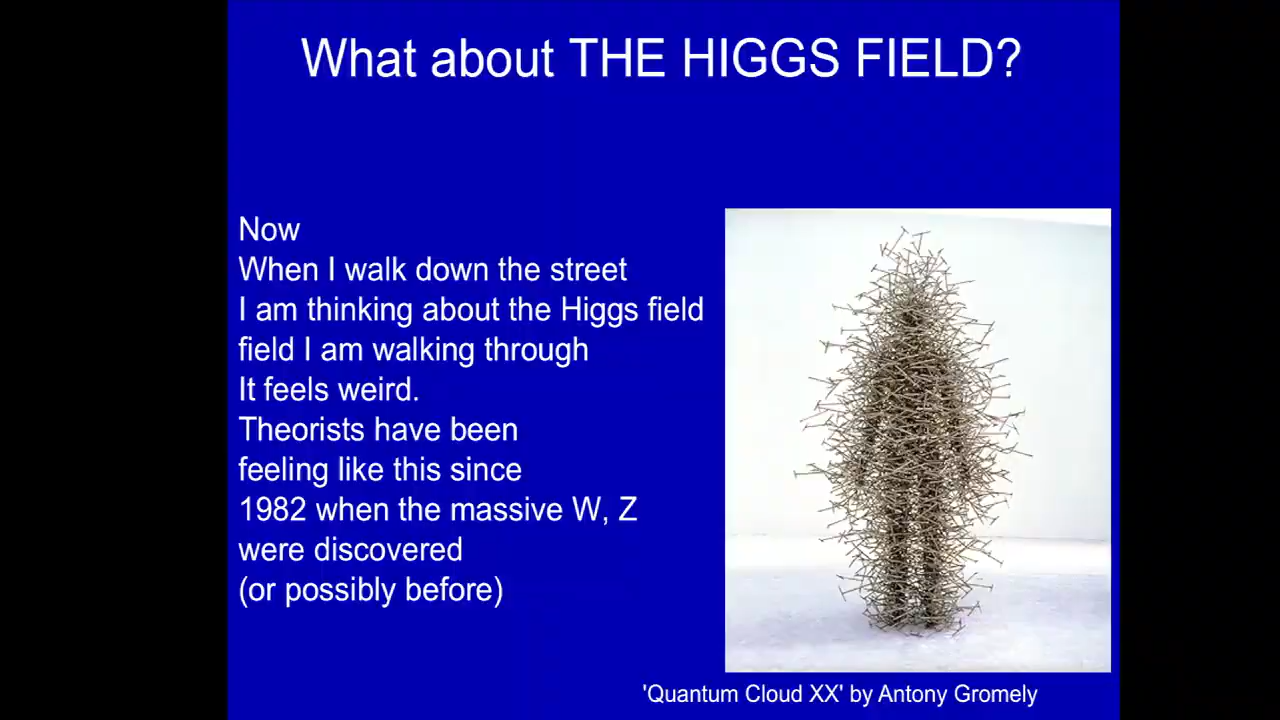 What about THE HIGGS FIELD?
Now
When I walk down the street
I am thinking about the Higgs field
field I am walking through
It feels weird.
Theorists have been
feeling like this since
1982 when the massive W, Z
were discovered
(or possibly before)
'Quantum Cloud XX' by Antony Gromely